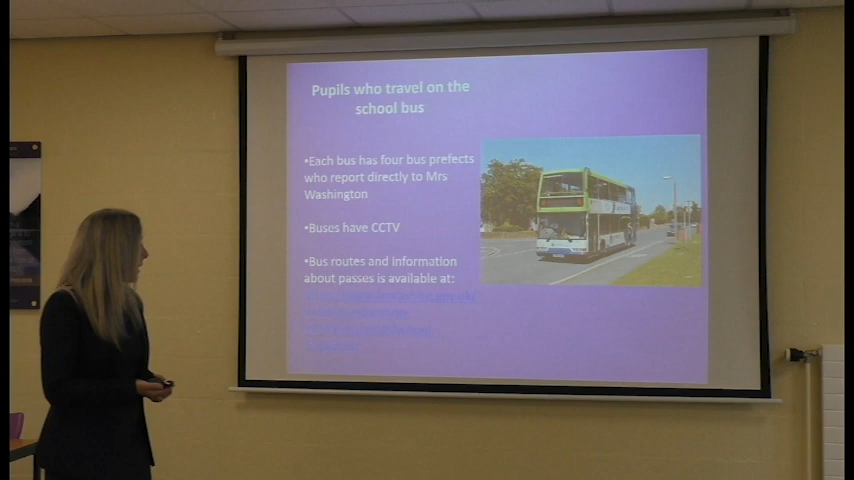 Pupils who travel on the
school bus
•Each bus has four bus prefects
who report directly to Mrs
Washington
•Buses have CCTV
•Bus routes and information
about passes is available at: